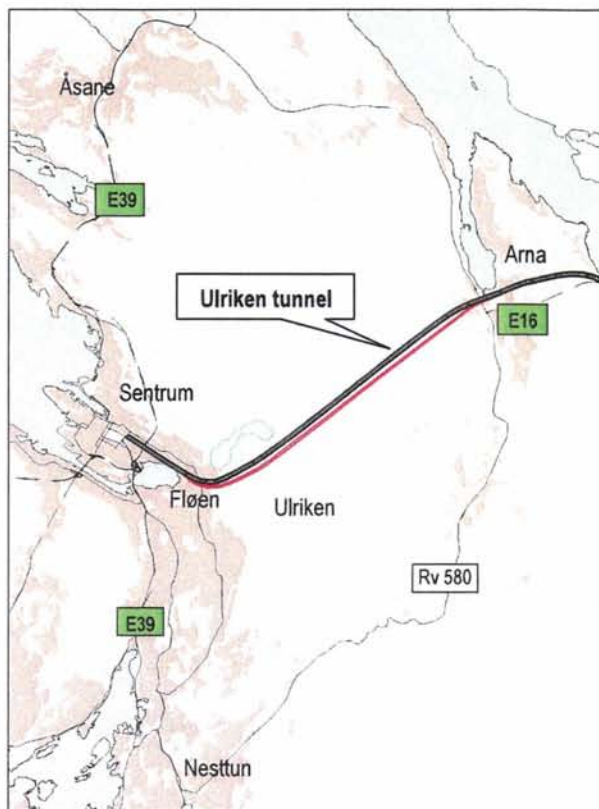 Åsane
E39
Arna
Ulriken tunnel
E16
Sentrum
Fløen
Ulriken
Rv 580
E39
Nesttun